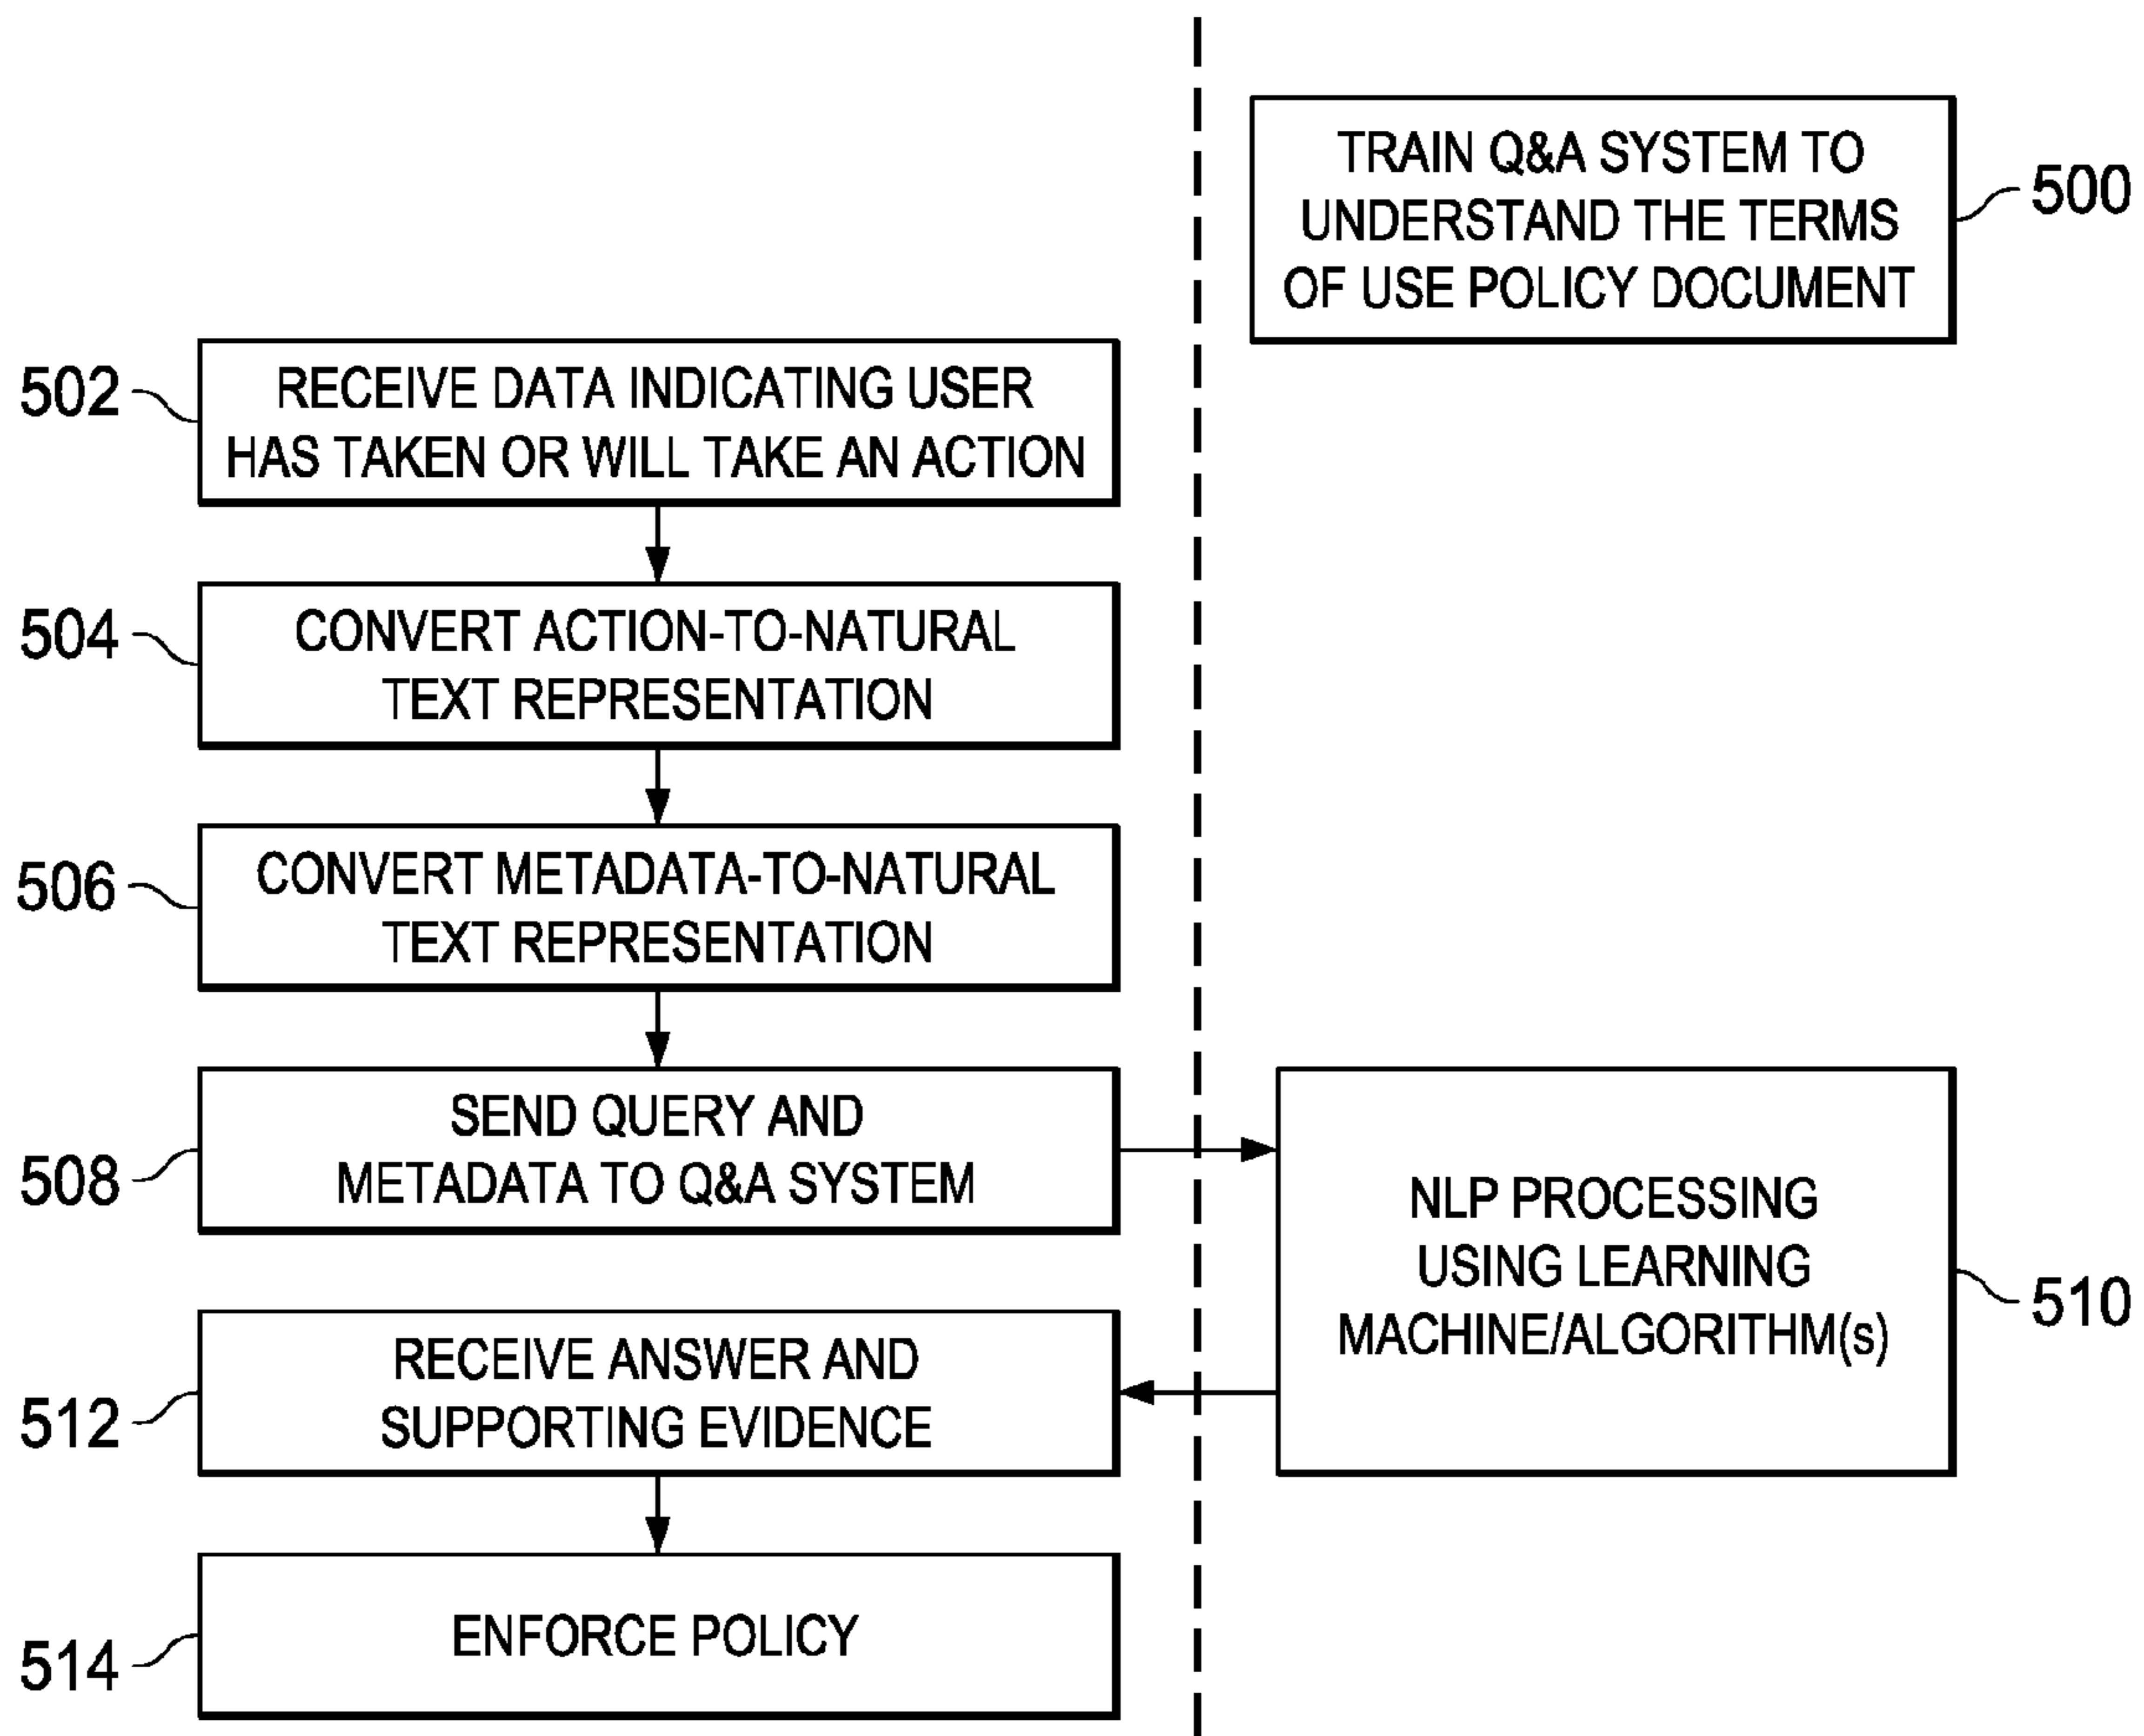 TRAIN Q&A SYSTEM TO
UNDERSTAND THE TERMS
OF USE POLICY DOCUMENT
500
502
RECEIVE DATA INDICATING USER
HAS TAKEN OR WILL TAKE AN ACTION
504
CONVERT ACTION-TO-NATURAL
TEXT REPRESENTATION
506
CONVERT METADATA-TO-NATURAL
TEXT REPRESENTATION
508
SEND QUERY AND
METADATA TO Q&A SYSTEM
NLP PROCESSING
USING LEARNING
MACHINE/ALGORITHM(s)
510
512
RECEIVE ANSWER AND
SUPPORTING EVIDENCE
514
ENFORCE POLICY